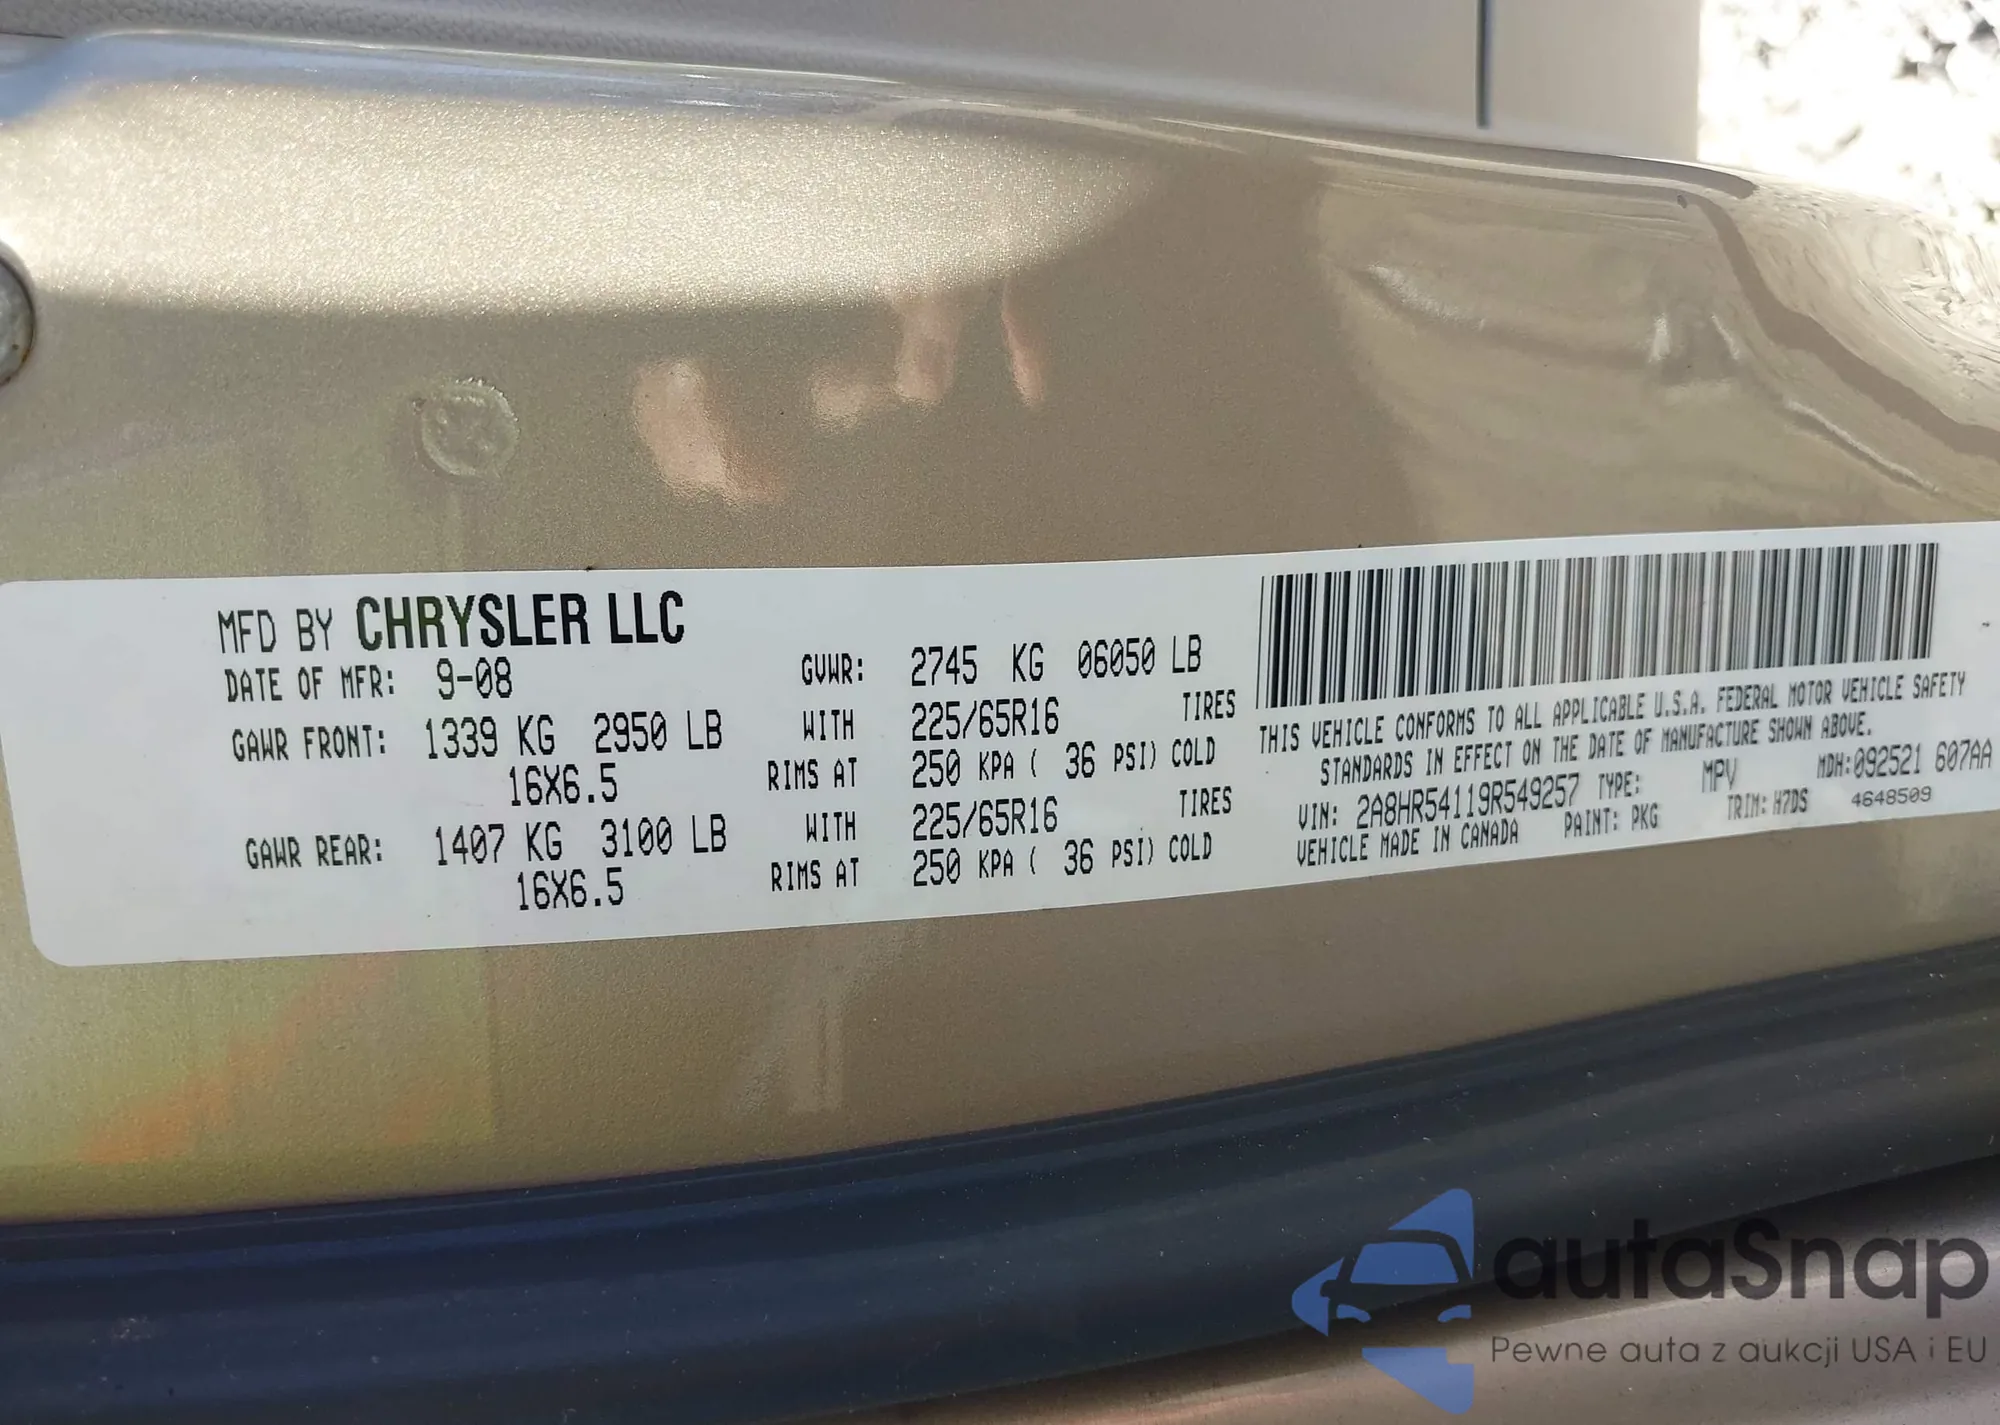 MFD BY CHRYSLER LLC
DATE OF MFR: 9-08 GVWR: 2745 KG 06050 LB
GAWR FRONT: 1339 KG 2950 LB WITH 225/65R16 TIRES
16X6.5 RIMS AT 250 KPA ( 36 PSI) COLD
GAWR REAR: 1407 KG 3100 LB WITH 225/65R16 TIRES
16X6.5 RIMS AT 250 KPA ( 36 PSI) COLD
THIS VEHICLE CONFORMS TO ALL APPLICABLE U.S.A. FEDERAL MOTOR VEHICLE SAFETY
STANDARDS IN EFFECT ON THE DATE OF MANUFACTURE SHOWN ABOVE.
VIN: 2A8HR54119R549257 TYPE: MPV MDH:092521 607AA
VEHICLE MADE IN CANADA PAINT: PKG TRIM: H7DS 4648509
autaSnap
Pewne auta z aukcji USA i EU